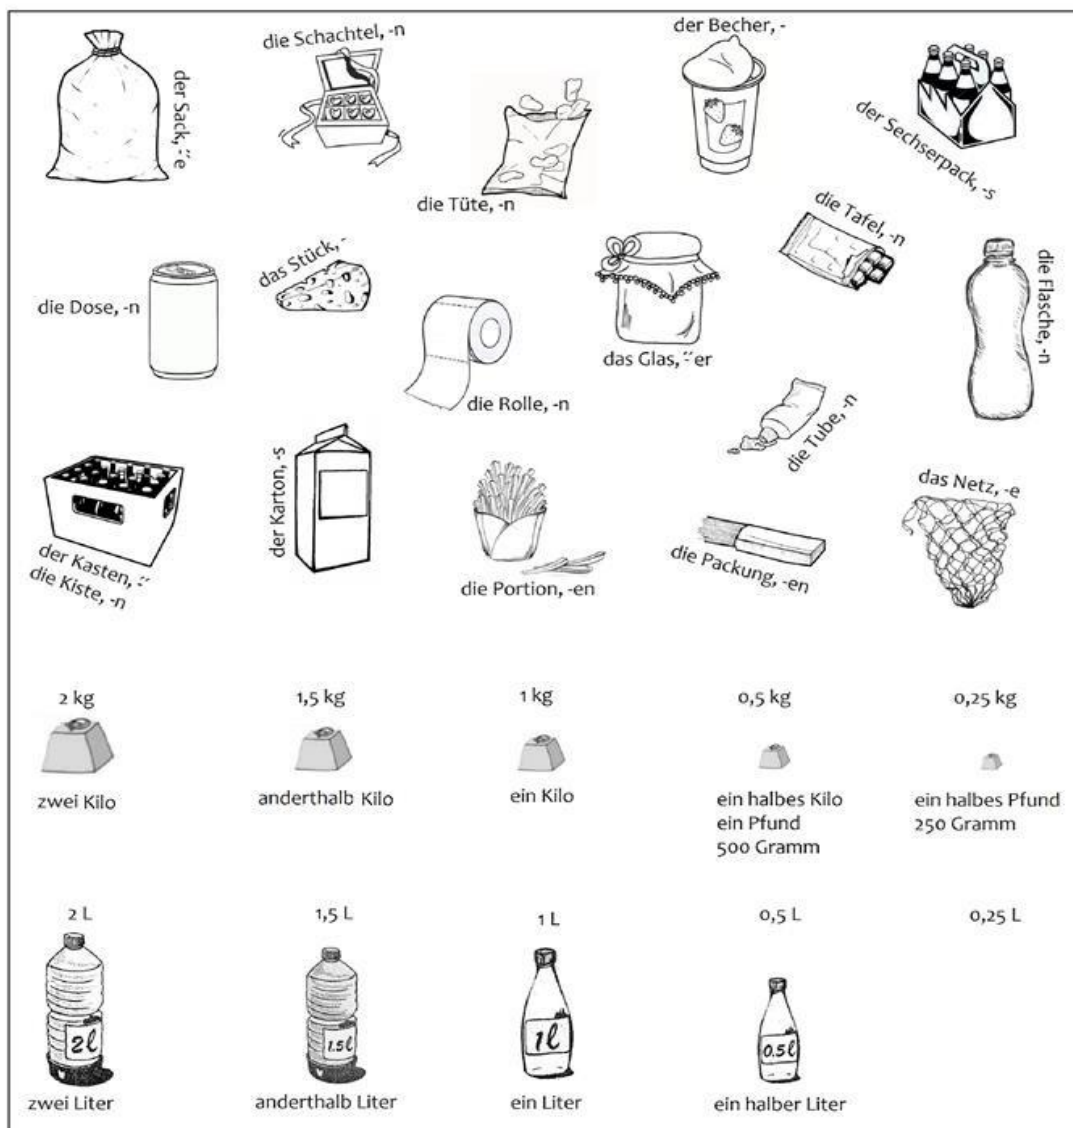 der Sack, ¨e
die Schachtel, -n
die Tüte, -n
der Becher, -
der Sechserpack, -s
die Dose, -n
das Stück, -
die Rolle, -n
das Glas, ¨er
die Tafel, -n
die Flasche, -n
die Tube, -n
der Kasten, ¨
die Kiste, -n
der Karton, -s
die Portion, -en
die Packung, -en
das Netz, -e
2 kg
1,5 kg
1 kg
0,5 kg
0,25 kg
zwei Kilo
anderthalb Kilo
ein Kilo
ein halbes Kilo
ein Pfund
500 Gramm
ein halbes Pfund
250 Gramm
2 L
1,5 L
1 L
0,5 L
0,25 L
2l
1.5l
1l
0.5l
zwei Liter
anderthalb Liter
ein Liter
ein halber Liter